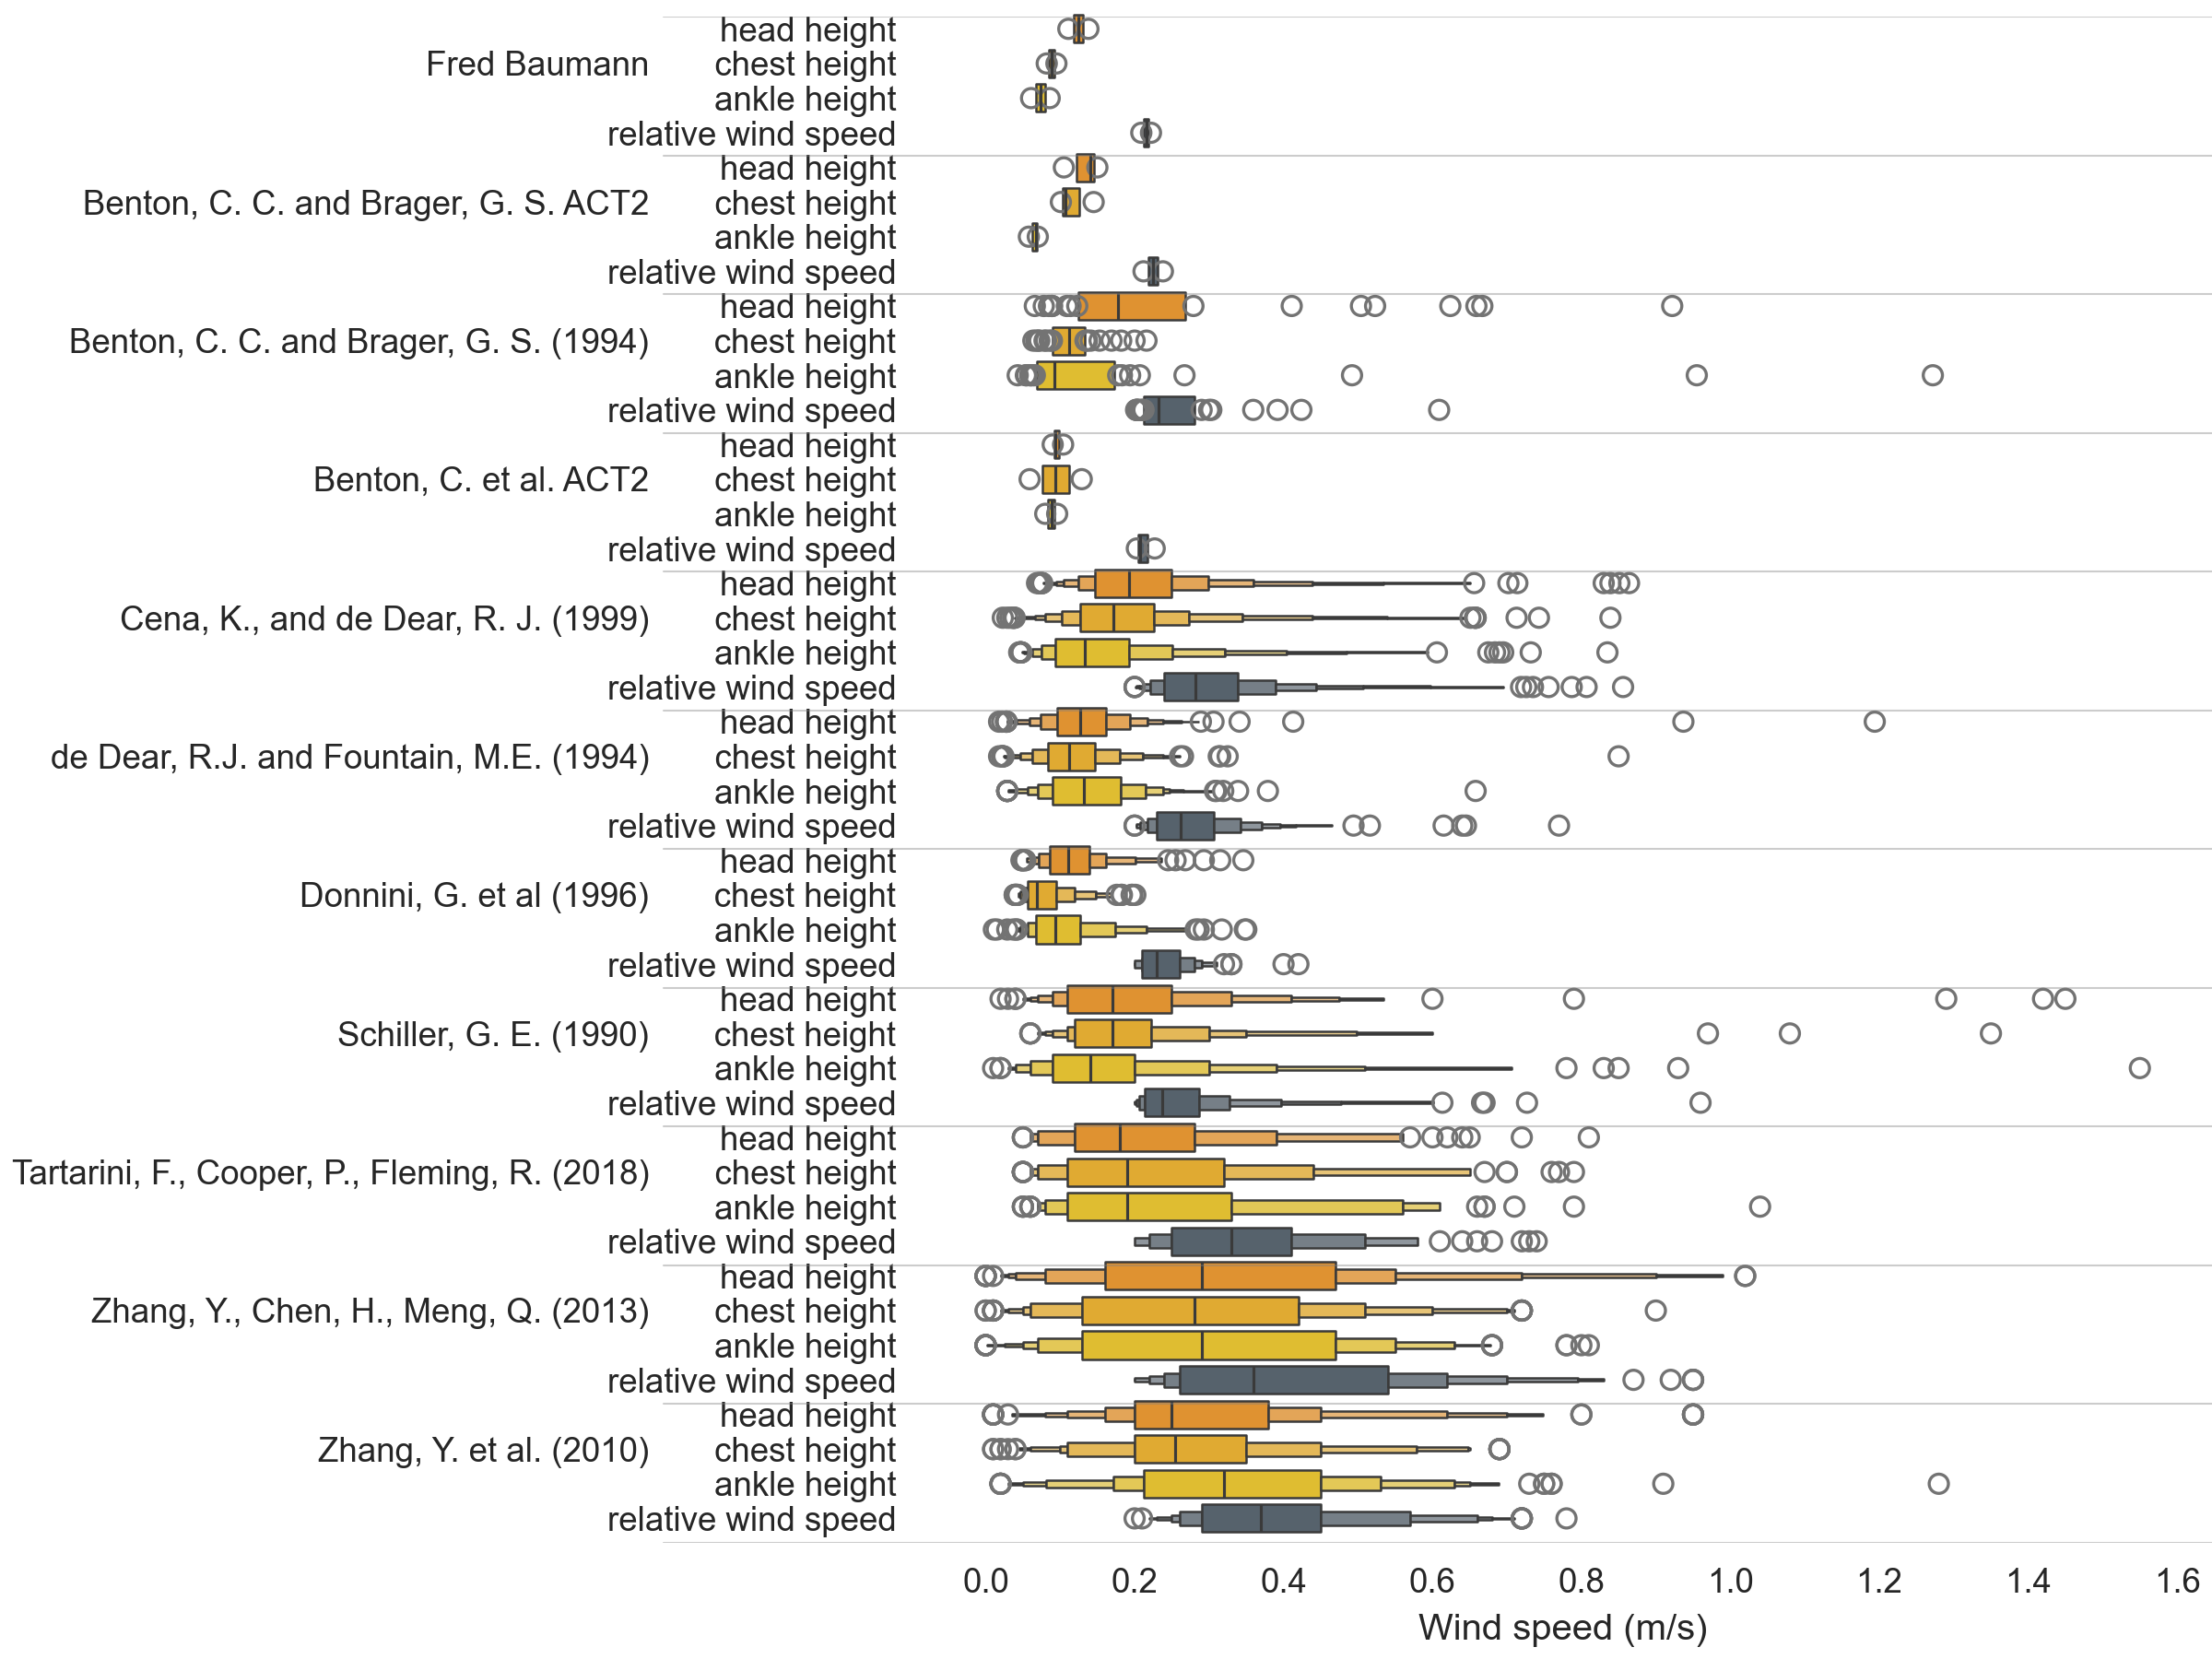 head height
Fred Baumann
chest height
ankle height
relative wind speed
head height
Benton, C. C. and Brager, G. S. ACT2
chest height
ankle height
relative wind speed
head height
Benton, C. C. and Brager, G. S. (1994)
chest height
ankle height
relative wind speed
head height
Benton, C. et al. ACT2
chest height
ankle height
relative wind speed
head height
Cena, K., and de Dear, R. J. (1999)
chest height
ankle height
relative wind speed
head height
de Dear, R.J. and Fountain, M.E. (1994)
chest height
ankle height
relative wind speed
head height
Donnini, G. et al (1996)
chest height
ankle height
relative wind speed
head height
Schiller, G. E. (1990)
chest height
ankle height
relative wind speed
head height
Tartarini, F., Cooper, P., Fleming, R. (2018)
chest height
ankle height
relative wind speed
head height
Zhang, Y., Chen, H., Meng, Q. (2013)
chest height
ankle height
relative wind speed
head height
Zhang, Y. et al. (2010)
chest height
ankle height
relative wind speed
0.0 0.2 0.4 0.6 0.8 1.0 1.2 1.4 1.6
Wind speed (m/s)